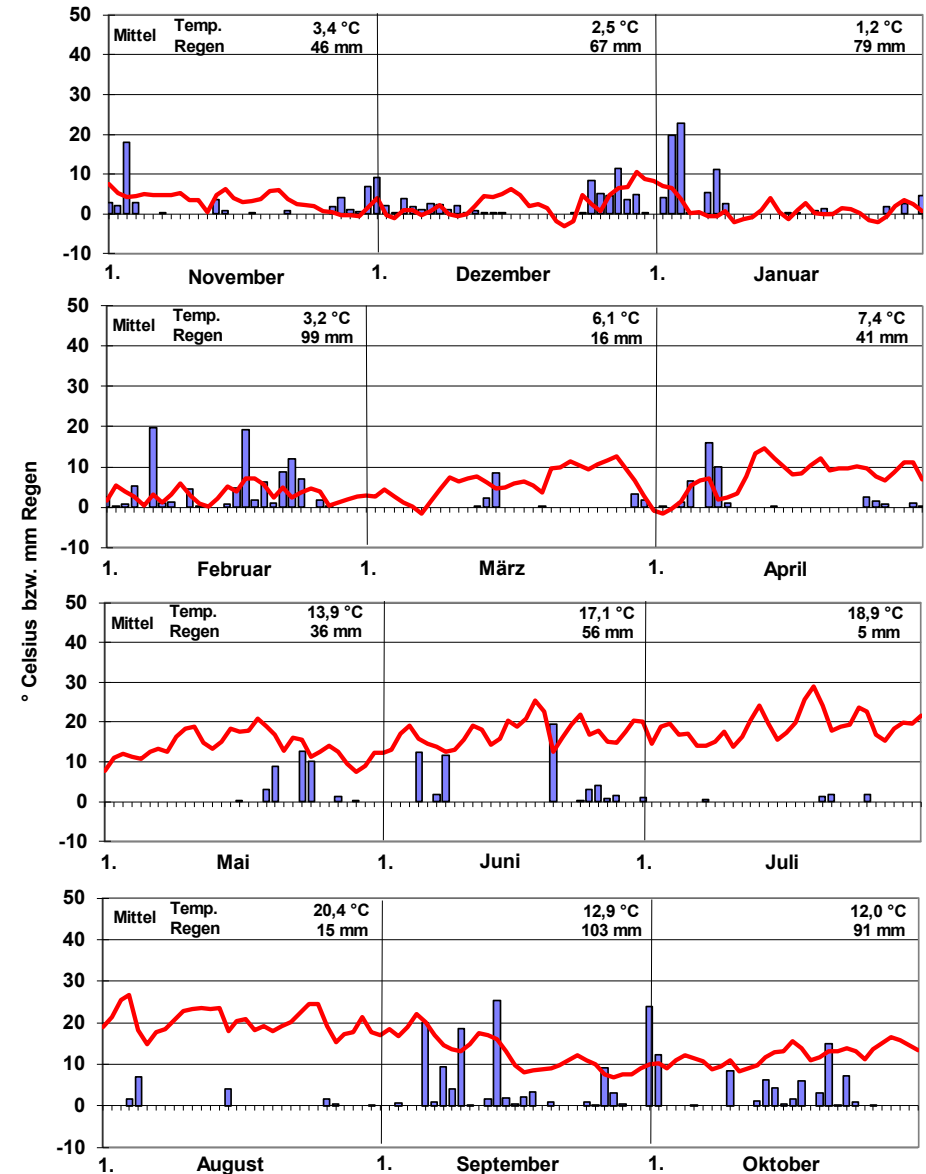 ° Celsius bzw. mm Regen
50
40
30
20
10
0
-10
Mittel Temp. 3,4 °C 2,5 °C 1,2 °C
Regen 46 mm 67 mm 79 mm
1. November 1. Dezember 1. Januar
50
40
30
20
10
0
-10
Mittel Temp. 3,2 °C 6,1 °C 7,4 °C
Regen 99 mm 16 mm 41 mm
1. Februar 1. März 1. April
50
40
30
20
10
0
-10
Mittel Temp. 13,9 °C 17,1 °C 18,9 °C
Regen 36 mm 56 mm 5 mm
1. Mai 1. Juni 1. Juli
50
40
30
20
10
0
-10
Mittel Temp. 20,4 °C 12,9 °C 12,0 °C
Regen 15 mm 103 mm 91 mm
1. August 1. September 1. Oktober